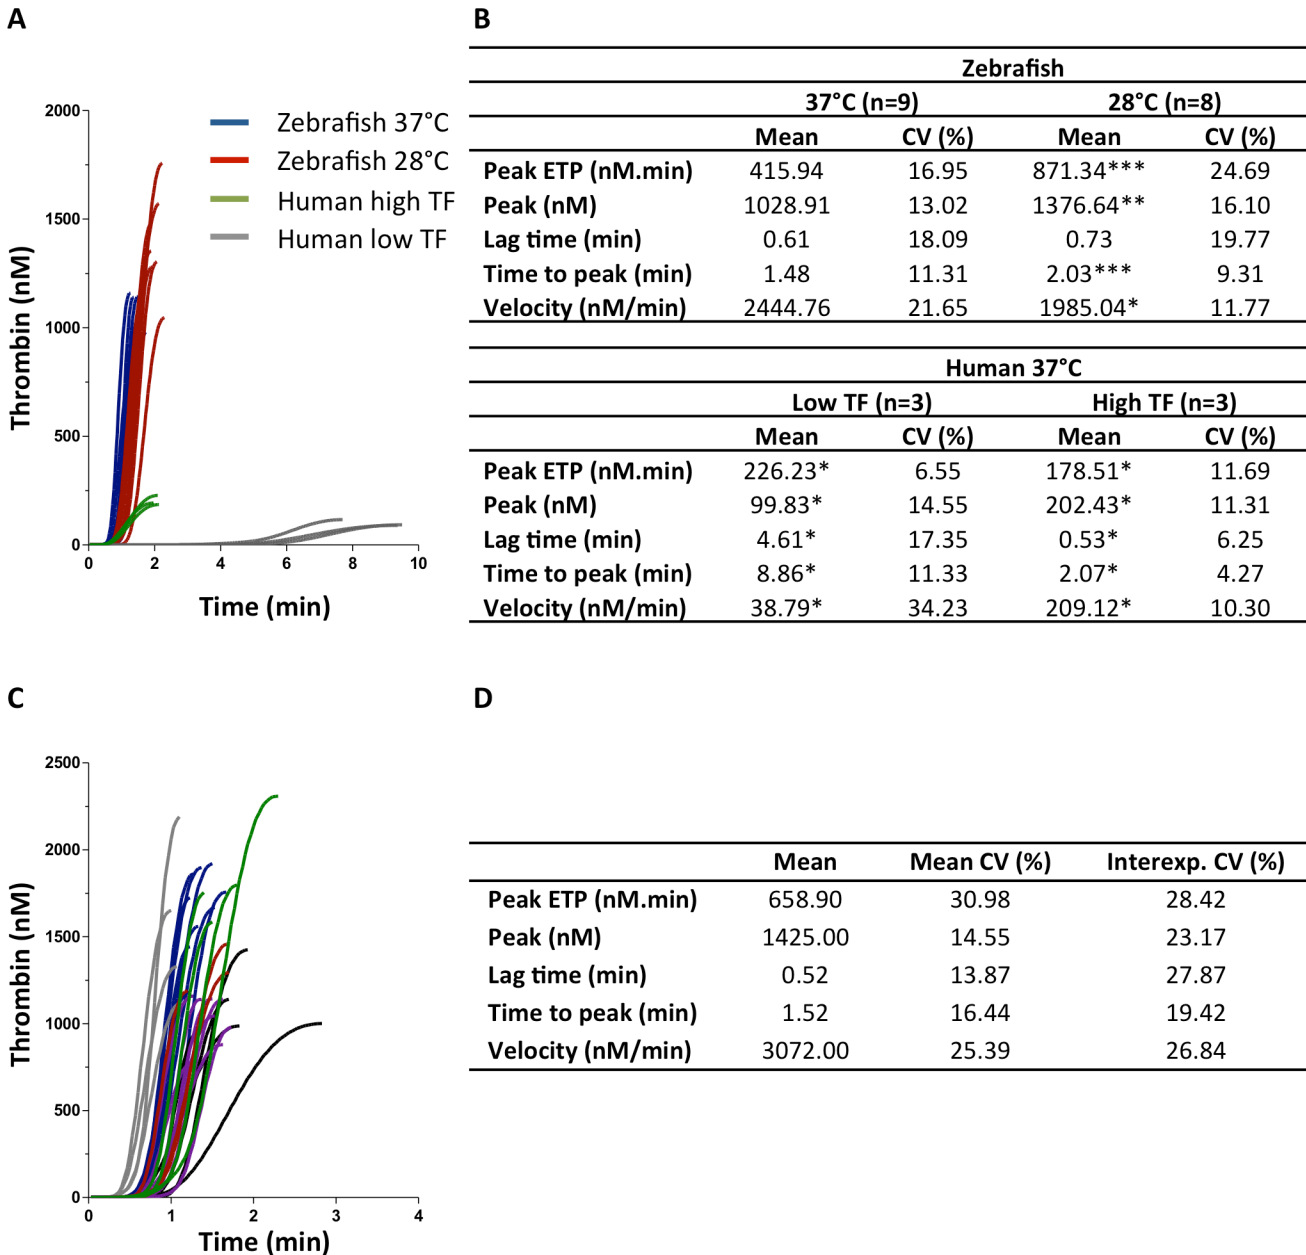 A
B
2000
1500
1000
500
0
Thrombin (nM)
Zebrafish 37°C
Zebrafish 28°C
Human high TF
Human low TF
0 2 4 6 8 10
Time (min)
Zebrafish
37°C (n=9) 28°C (n=8)
Mean CV (%) Mean CV (%)
Peak ETP (nM.min) 415.94 16.95 871.34*** 24.69
Peak (nM) 1028.91 13.02 1376.64** 16.10
Lag time (min) 0.61 18.09 0.73 19.77
Time to peak (min) 1.48 11.31 2.03*** 9.31
Velocity (nM/min) 2444.76 21.65 1985.04* 11.77
Human 37°C
Low TF (n=3) High TF (n=3)
Mean CV (%) Mean CV (%)
Peak ETP (nM.min) 226.23* 6.55 178.51* 11.69
Peak (nM) 99.83* 14.55 202.43* 11.31
Lag time (min) 4.61* 17.35 0.53* 6.25
Time to peak (min) 8.86* 11.33 2.07* 4.27
Velocity (nM/min) 38.79* 34.23 209.12* 10.30
C
D
2500
2000
1500
1000
500
0
Thrombin (nM)
0 1 2 3 4
Time (min)
Mean Mean CV (%) Interexp. CV (%)
Peak ETP (nM.min) 658.90 30.98 28.42
Peak (nM) 1425.00 14.55 23.17
Lag time (min) 0.52 13.87 27.87
Time to peak (min) 1.52 16.44 19.42
Velocity (nM/min) 3072.00 25.39 26.84